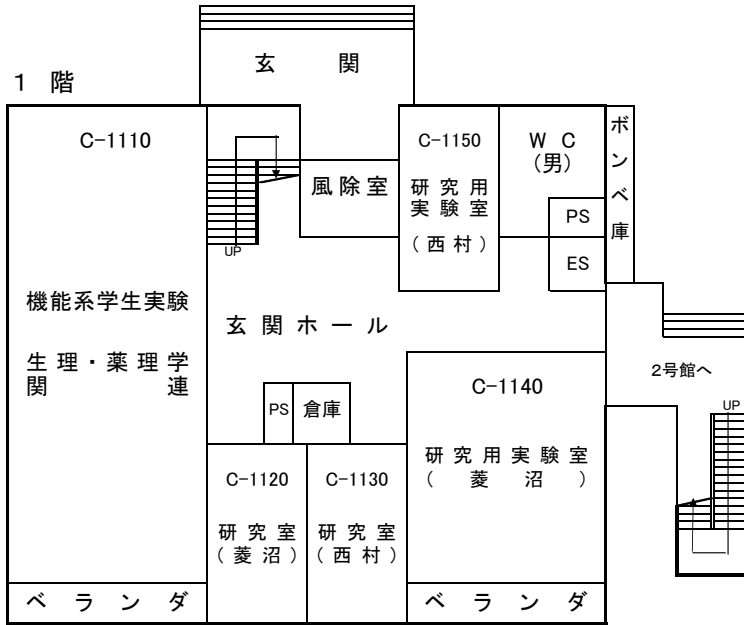 玄関
1 階
C-1110
機能系学生実験
生理・薬理学
関連
ベランダ
UP
風除室
C-1150
研究用
実験室
(西村)
W C
(男)
PS
ES
ボンベ庫
玄関ホール
2号館へ
UP
PS
倉庫
C-1120
研究室
(菱沼)
C-1130
研究室
(西村)
C-1140
研究用実験室
(菱沼)
ベランダ